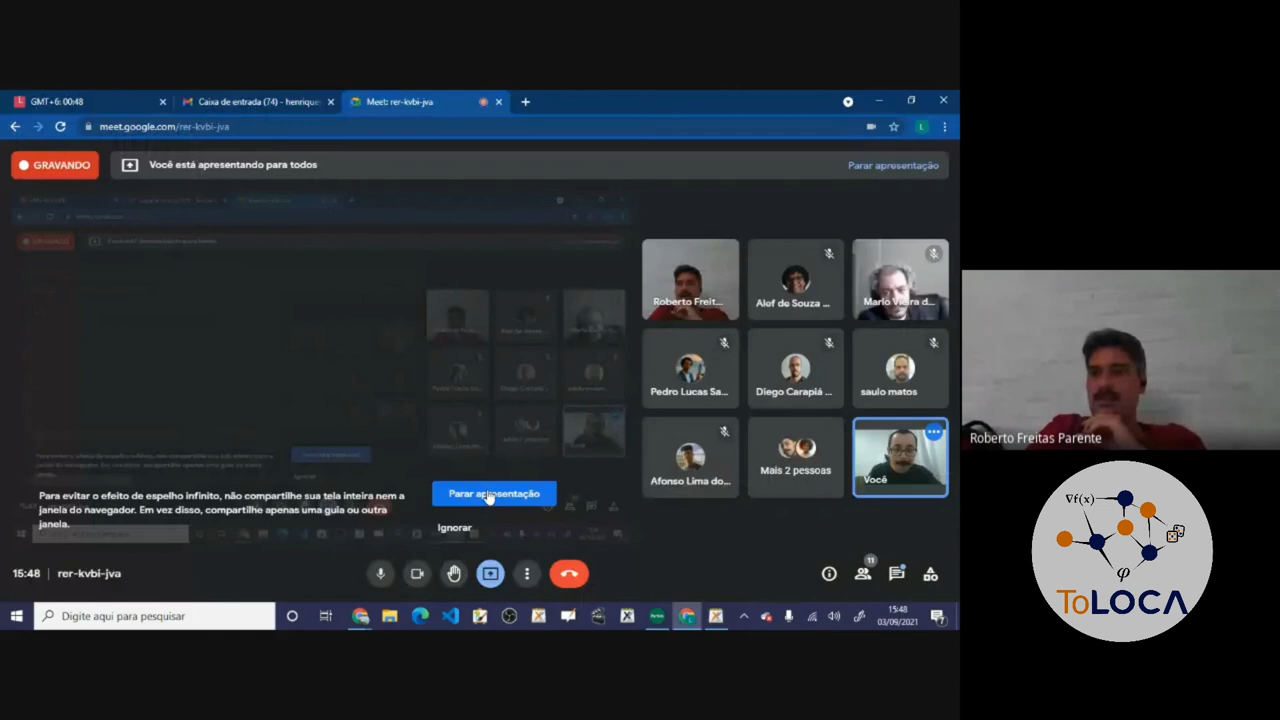 GMT+6: 00:48
Caixa de entrada (74) - henrique
Meet: rer-kvbi-jva
meet.google.com/rer-kvbi-jva
L
GRAVANDO
Você está apresentando para todos
Parar apresentação
Roberto Freit...
Alef de Souza ...
Mario Vieira d...
Pedro Lucas Sa...
Diego Carapiá ...
saulo matos
Afonso Lima do...
Mais 2 pessoas
Você
Para evitar o efeito de espelho infinito, não compartilhe sua tela inteira nem a
janela do navegador. Em vez disso, compartilhe apenas uma guia ou outra
janela.
Parar apresentação
Ignorar
15:48 | rer-kvbi-jva
11
Digite aqui para pesquisar
15:48
03/09/2021
Roberto Freitas Parente
∇f(x)
φ
ToLOCA